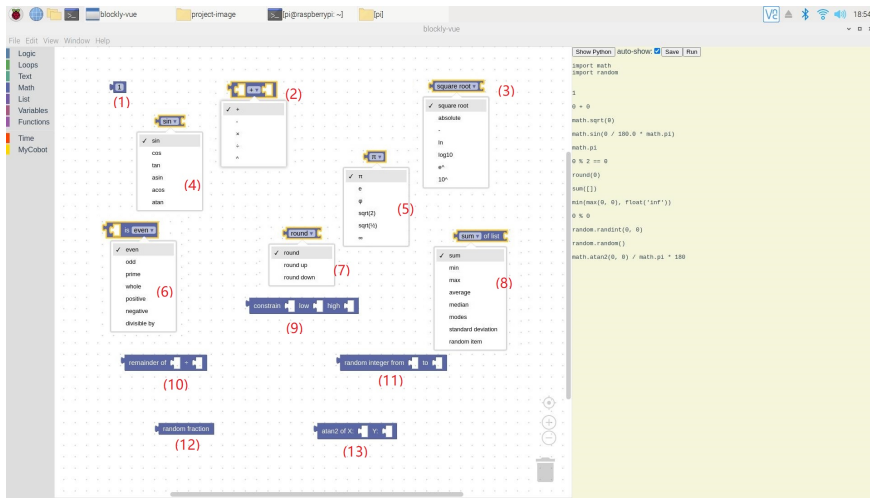 blockly-vue
project-image
[pi@raspberrypi: ~]
[pi]
V2
18:54
blockly-vue
File Edit View Window Help
Logic
Loops
Text
Math
List
Variables
Functions
Time
MyCobot
1
(1)
+
(2)
✓ +
-
×
÷
^
square root
(3)
✓ square root
absolute
-
ln
log10
e^
10^
sin
✓ sin
cos
tan
asin
acos
atan
(4)
π
✓ π
e
φ
sqrt(2)
sqrt(½)
∞
(5)
is even
✓ even
odd
prime
whole
positive
negative
divisible by
(6)
round
✓ round
round up
round down
(7)
sum of list
✓ sum
min
max
average
median
modes
standard deviation
random item
(8)
constrain low high
(9)
remainder of ÷
(10)
random integer from to
(11)
random fraction
(12)
atan2 of X: Y:
(13)
Show Python auto-show: Save Run
import math
import random
1
0 + 0
math.sqrt(0)
math.sin(0 / 180.0 * math.pi)
math.pi
0 % 2 == 0
round(0)
sum([])
min(max(0, 0), float('inf'))
0 % 0
random.randint(0, 0)
random.random()
math.atan2(0, 0) / math.pi * 180